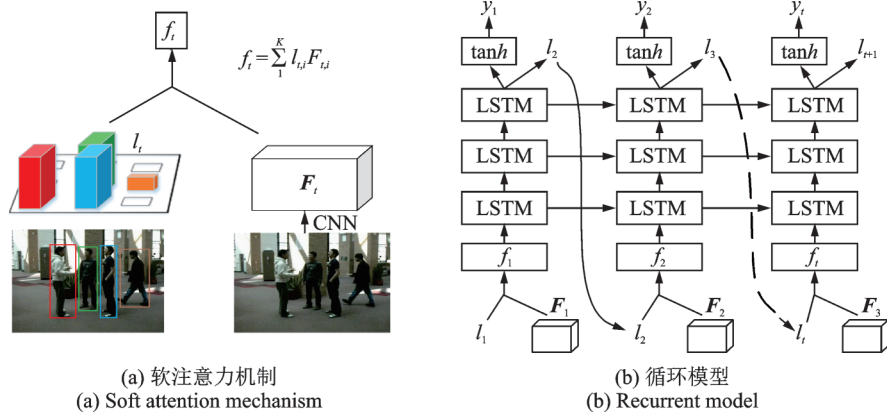 f_t
f_t = \sum_{1}^{K} l_{t,i} F_{t,i}
l_t
F_t
CNN
(a) 软注意力机制
(a) Soft attention mechanism
y_1 y_2 y_t
tanh l_2 tanh l_3 tanh l_{t+1}
LSTM LSTM LSTM
LSTM LSTM LSTM
LSTM LSTM LSTM
f_1 f_2 f_t
F_1 F_2 F_3
l_1 l_2 l_t
(b) 循环模型
(b) Recurrent model